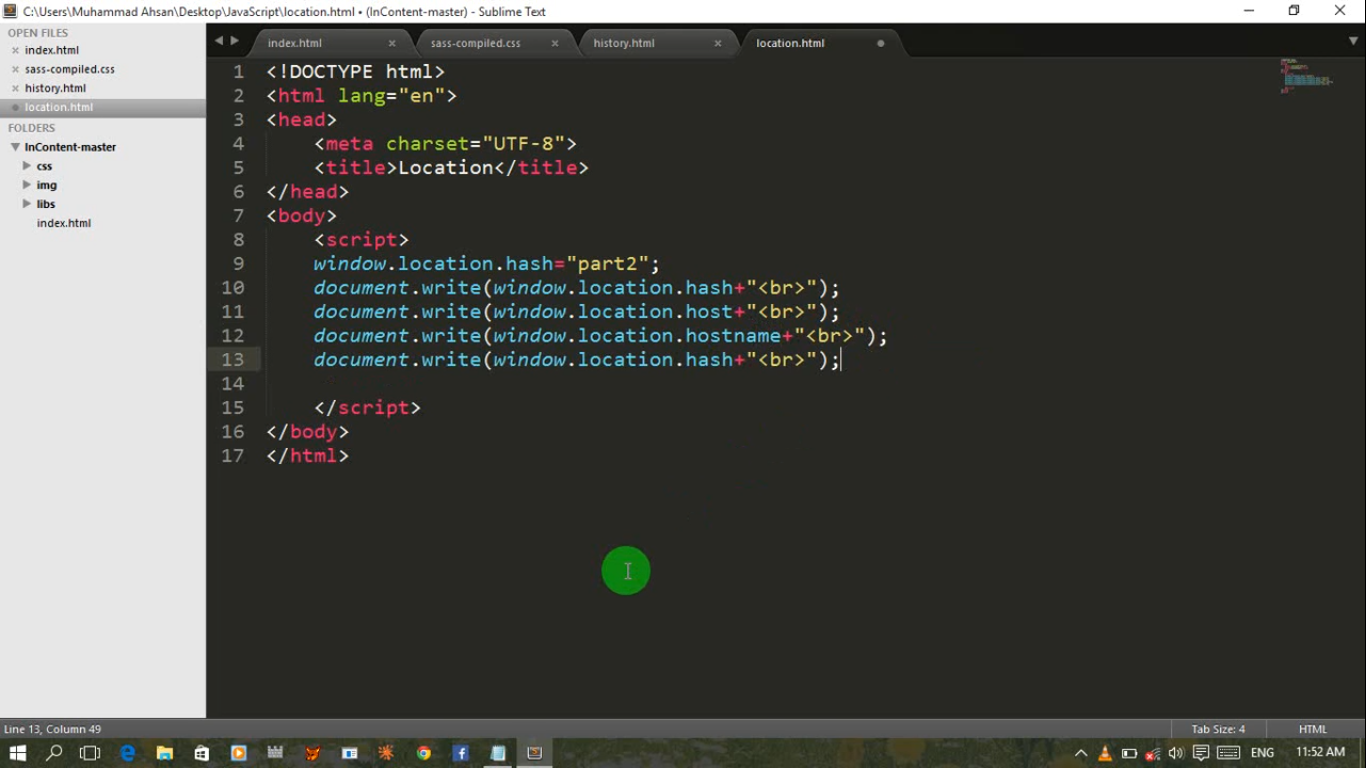 C:\Users\Muhammad Ahsan\Desktop\JavaScript\location.html • (InContent-master) - Sublime Text
OPEN FILES
index.html
sass-compiled.css
history.html
location.html
FOLDERS
InContent-master
css
img
libs
index.html
index.html sass-compiled.css history.html location.html
1 <!DOCTYPE html>
2 <html lang="en">
3 <head>
4 <meta charset="UTF-8">
5 <title>Location</title>
6 </head>
7 <body>
8 <script>
9 window.location.hash="part2";
10 document.write(window.location.hash+"<br>");
11 document.write(window.location.host+"<br>");
12 document.write(window.location.hostname+"<br>");
13 document.write(window.location.hash+"<br>");
14
15 </script>
16 </body>
17 </html>
Line 13, Column 49 Tab Size: 4 HTML
ENG 11:52 AM